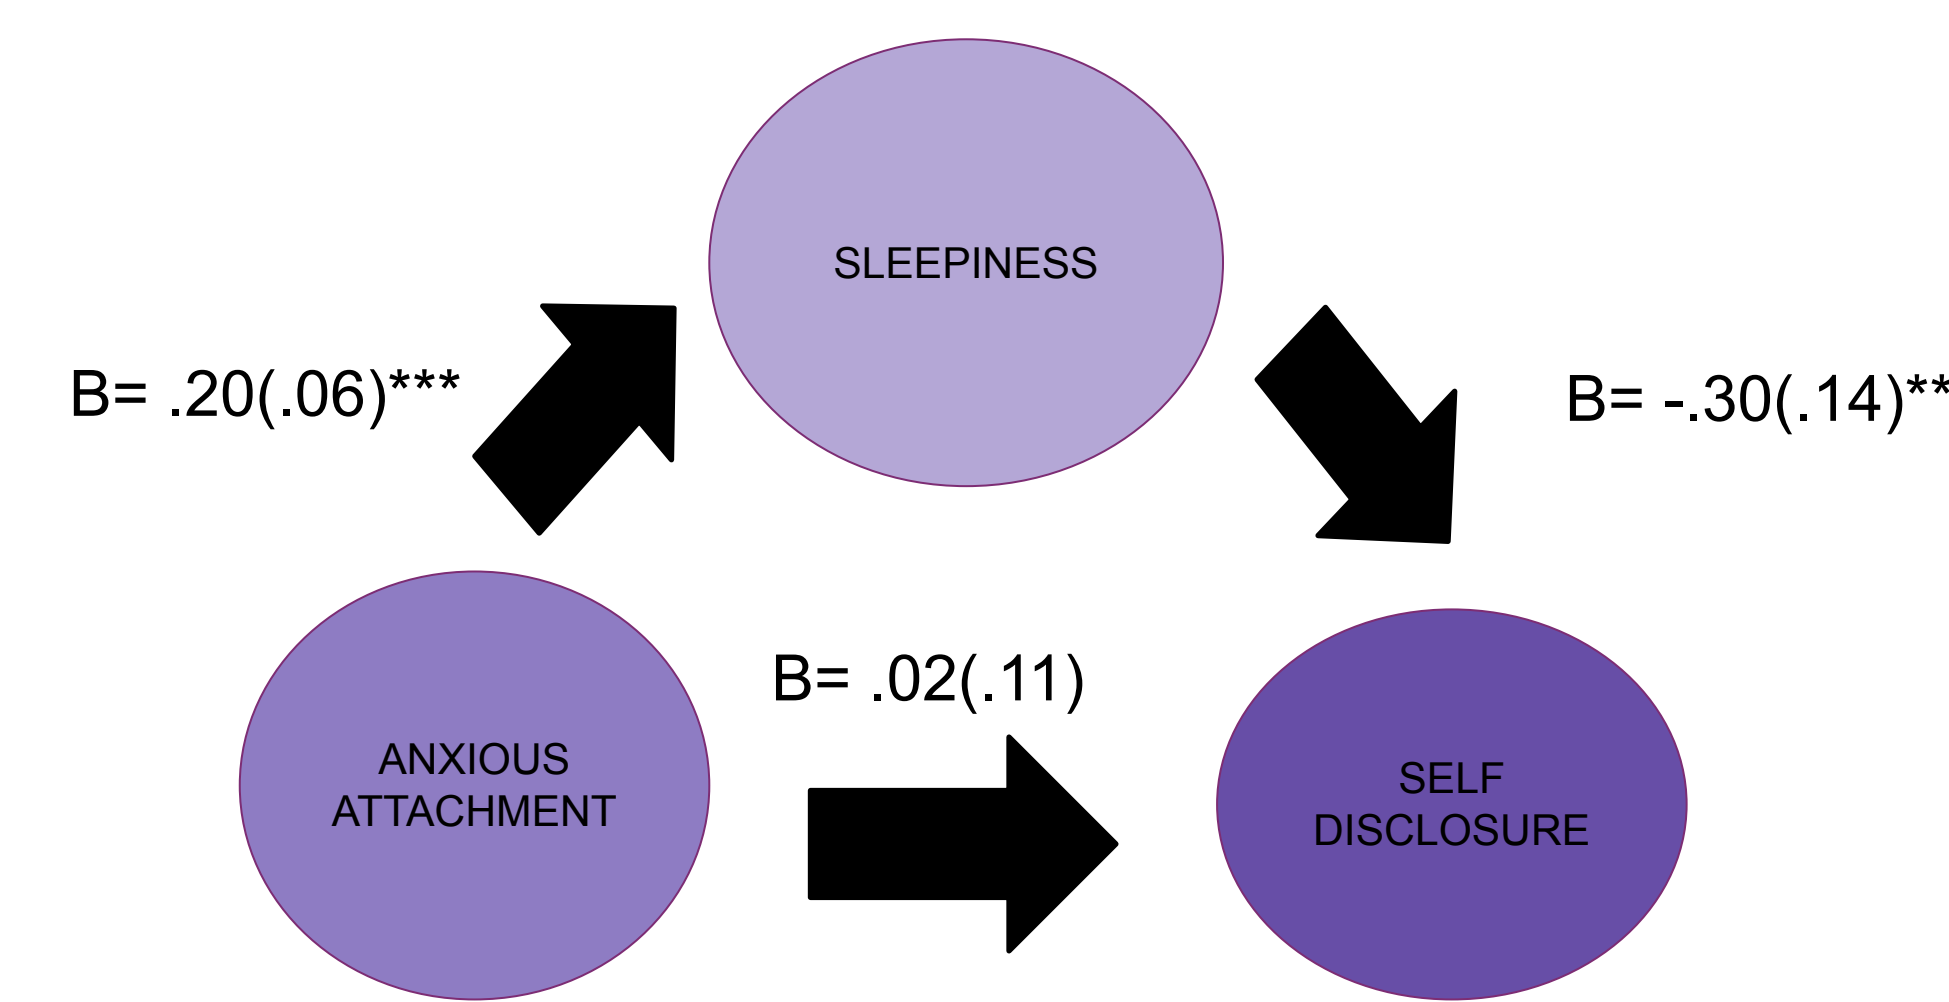 SLEEPINESS
B= .20(.06)***
B= -.30(.14)**
B= .02(.11)
ANXIOUS
ATTACHMENT
SELF
DISCLOSURE